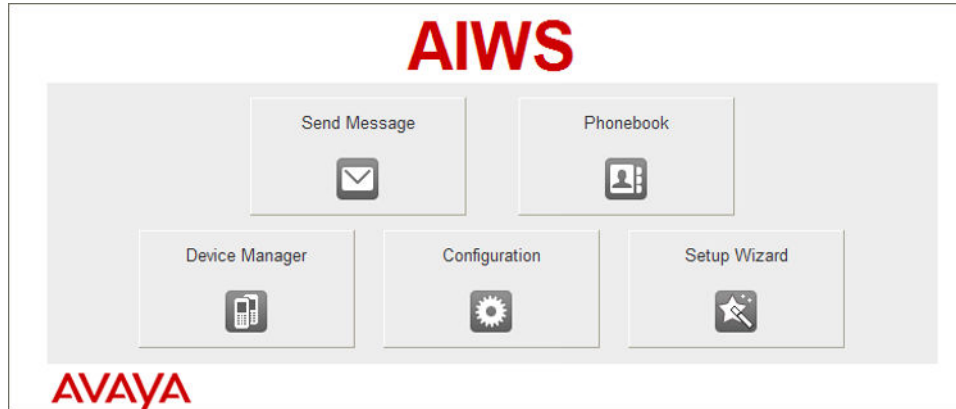 AIWS
Send Message
Phonebook
Device Manager
Configuration
Setup Wizard
AVAYA